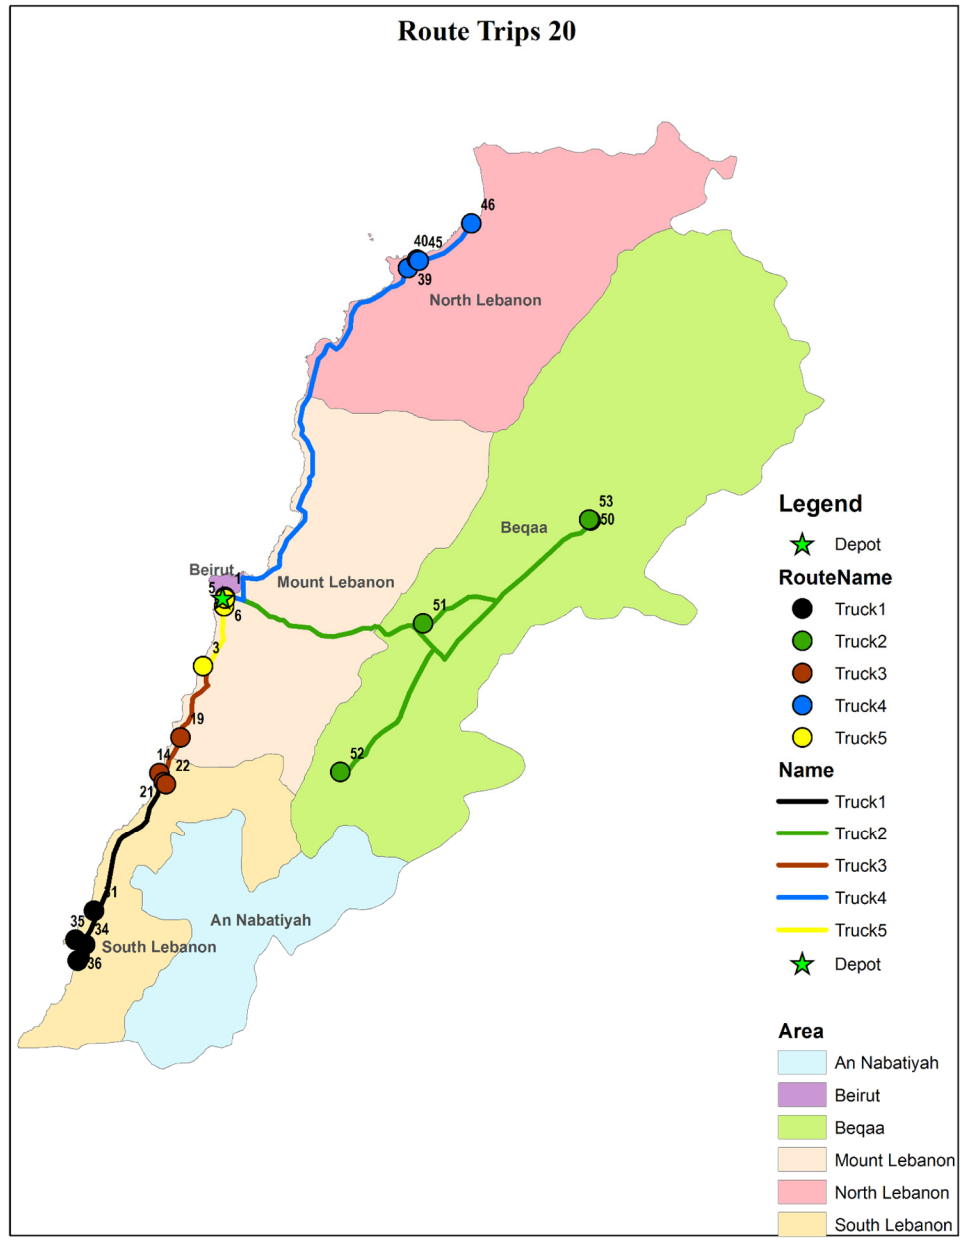 Route Trips 20
46
4045
39
North Lebanon
53
50
Beqaa
Beirut
1
Mount Lebanon
5
6
51
3
19
52
14
22
21
31
35
34
An Nabatiyah
South Lebanon
36
Legend
Depot
RouteName
Truck1
Truck2
Truck3
Truck4
Truck5
Name
Truck1
Truck2
Truck3
Truck4
Truck5
Depot
Area
An Nabatiyah
Beirut
Beqaa
Mount Lebanon
North Lebanon
South Lebanon